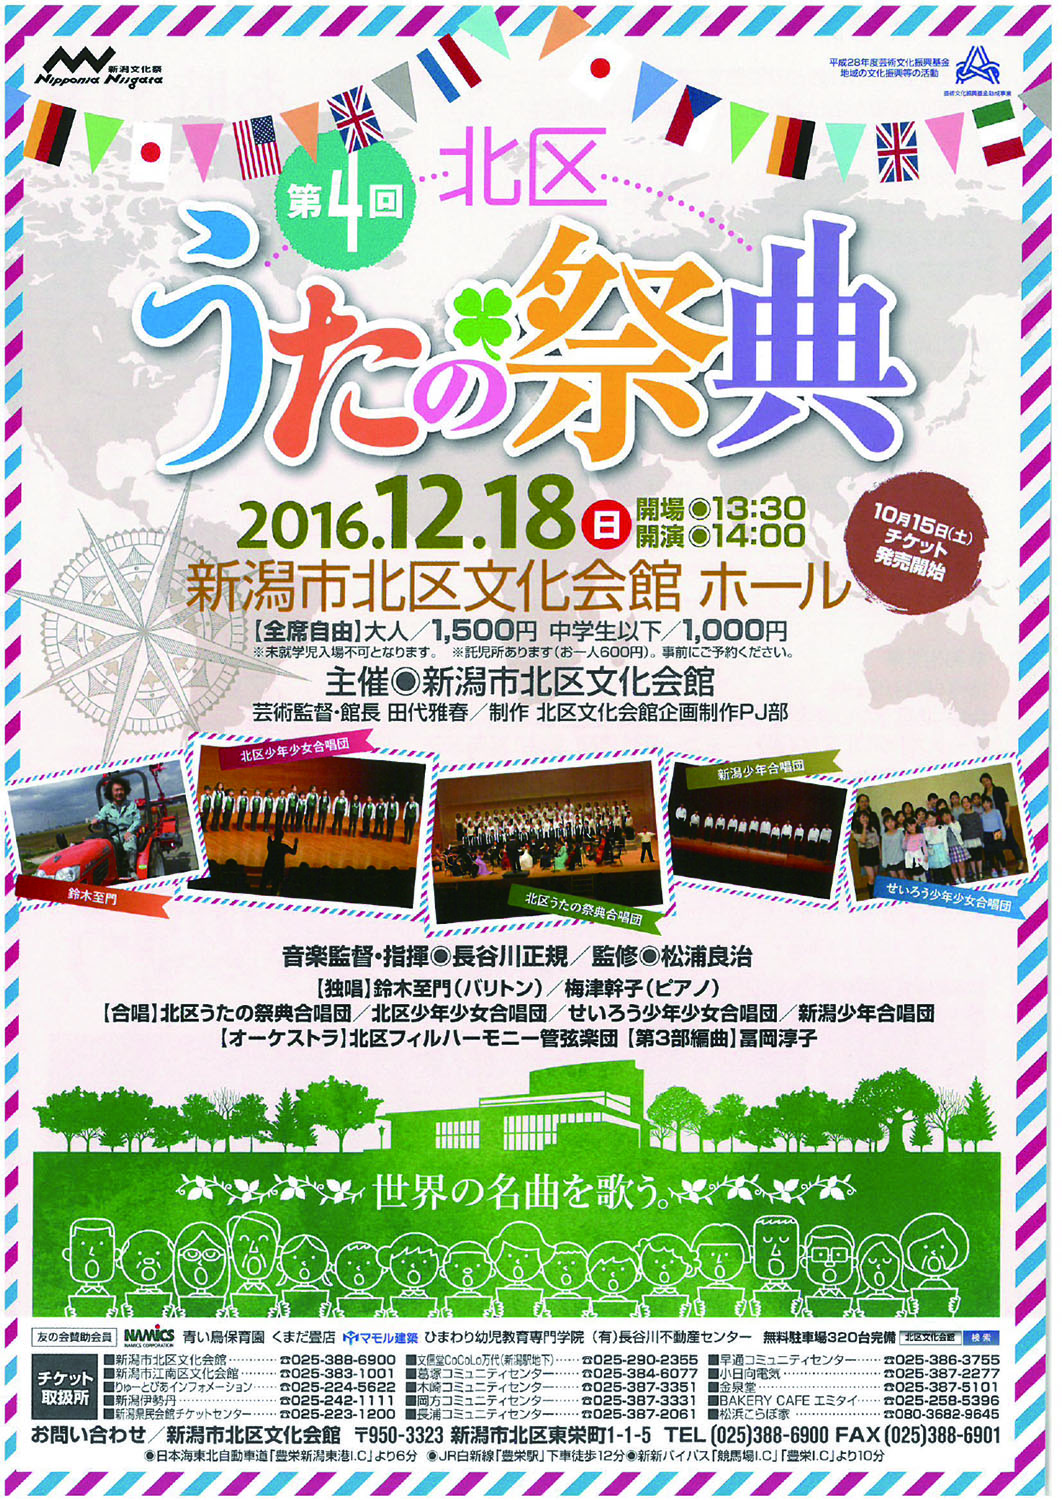 新潟文化祭
Nipponia Niigata
平成28年度芸術文化振興基金
地域の文化振興等の活動
芸術文化振興基金助成事業
第4回
北区
うたの祭典
2016.12.18 日 開場◉13:30
開演◉14:00
10月15日(土)
チケット
発売開始
新潟市北区文化会館 ホール
【全席自由】大人／1,500円 中学生以下／1,000円
※未就学児入場不可となります。 ※託児所あります(お一人600円)。事前にご予約ください。
主催◉新潟市北区文化会館
芸術監督・館長 田代雅春／制作 北区文化会館企画制作PJ部
鈴木至門
北区少年少女合唱団
北区うたの祭典合唱団
新潟少年合唱団
せいろう少年少女合唱団
音楽監督・指揮◉長谷川正規／監修◉松浦良治
【独唱】鈴木至門(バリトン)／梅津幹子(ピアノ)
【合唱】北区うたの祭典合唱団／北区少年少女合唱団／せいろう少年少女合唱団／新潟少年合唱団
【オーケストラ】北区フィルハーモニー管弦楽団【第3部編曲】冨岡淳子
世界の名曲を歌う。
友の会賛助会員 NAMICS NAMICS CORPORATION 青い鳥保育園 くまだ畳店 マモル建築 ひまわり幼児教育専門学院 (有)長谷川不動産センター 無料駐車場320台完備 北区文化会館 検索
チケット取扱所
■新潟市北区文化会館……☎025-388-6900
■新潟市江南区文化会館……☎025-383-1001
■りゅーとぴあインフォメーション……☎025-224-5622
■新潟伊勢丹……☎025-242-1111
■新潟県民会館チケットセンター……☎025-223-1200
■文信堂CoCoLo万代(新潟駅地下)……☎025-290-2355
■葛塚コミュニティセンター……☎025-384-6077
■木崎コミュニティセンター……☎025-387-3351
■岡方コミュニティセンター……☎025-387-3331
■長浦コミュニティセンター……☎025-387-2061
■早通コミュニティセンター……☎025-386-3755
■小日向電気……☎025-387-2277
■金泉堂……☎025-387-5101
■BAKERY CAFE エミタイ……☎025-258-5396
■松浜こらぼ家……☎080-3682-9645
お問い合わせ／新潟市北区文化会館 〒950-3323 新潟市北区東栄町1-1-5 TEL(025)388-6900 FAX(025)388-6901
◉日本海東北自動車道「豊栄新潟東港I.C」より6分 ◉JR白新線「豊栄駅」下車徒歩12分◉新新バイパス「競馬場I.C」「豊栄I.C」より10分